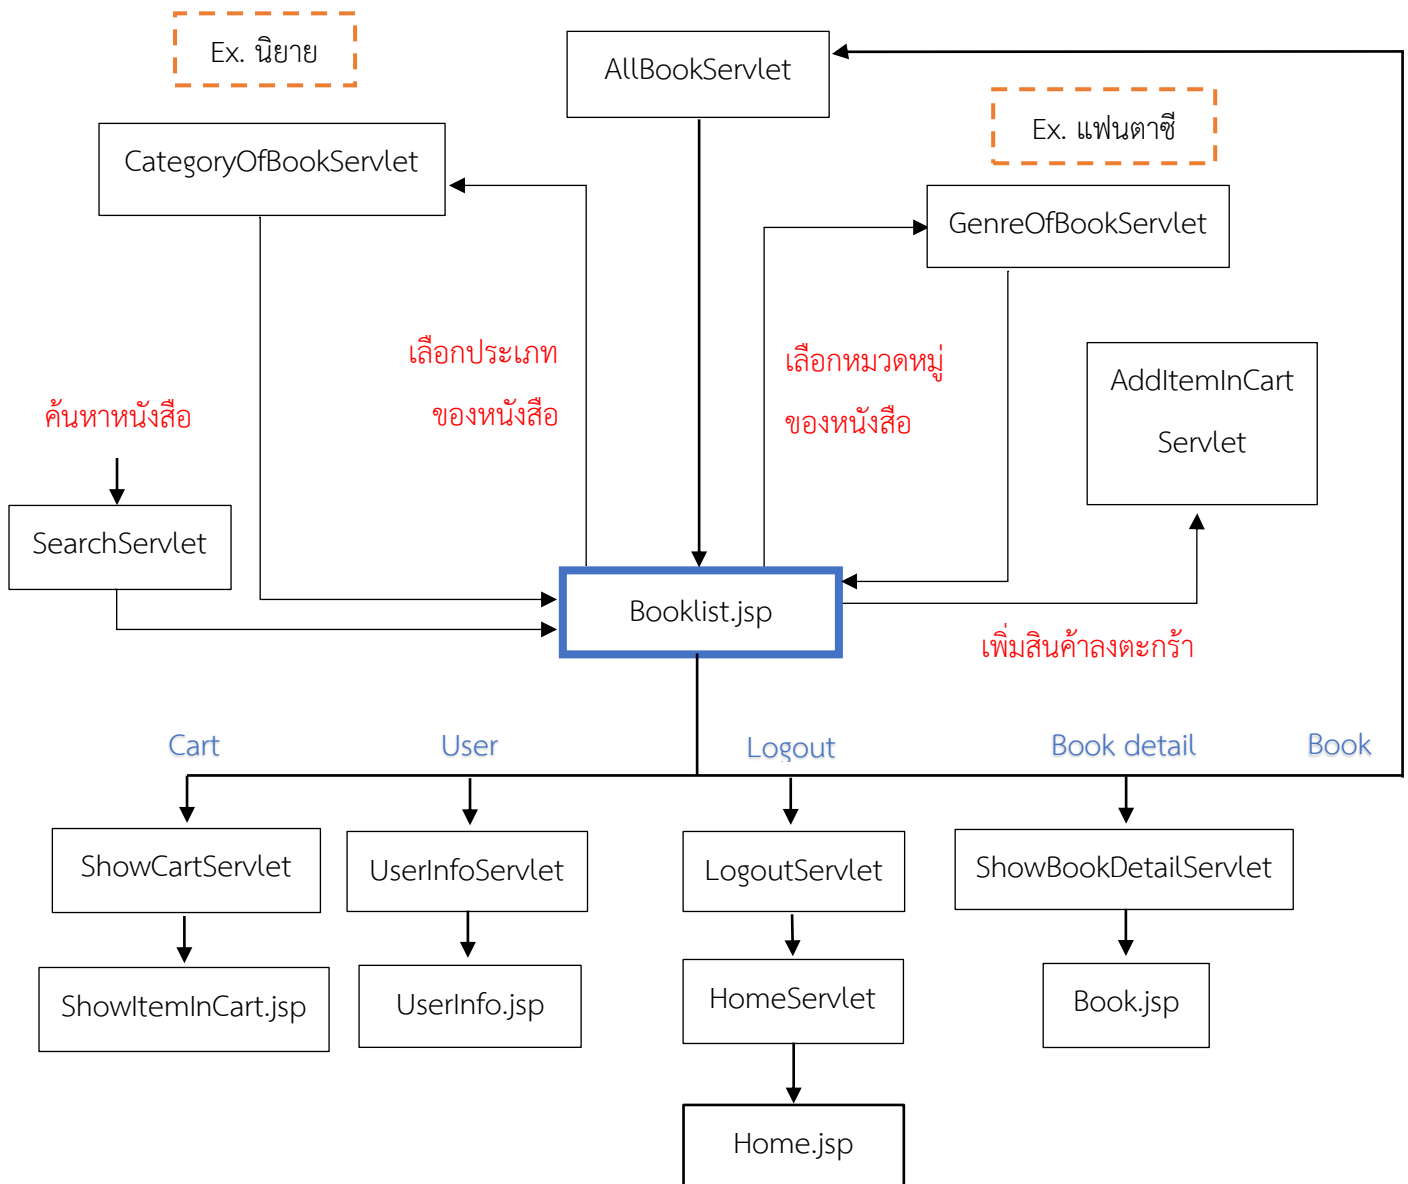 Ex. นิยาย
AllBookServlet
Ex. แฟนตาซี
CategoryOfBookServlet
GenreOfBookServlet
เลือกประเภท
ของหนังสือ
เลือกหมวดหมู่
ของหนังสือ
AddItemInCart
Servlet
ค้นหาหนังสือ
SearchServlet
Booklist.jsp
เพิ่มสินค้าลงตะกร้า
Cart
User
Logout
Book detail
Book
ShowCartServlet
UserInfoServlet
LogoutServlet
ShowBookDetailServlet
ShowItemInCart.jsp
UserInfo.jsp
HomeServlet
Book.jsp
Home.jsp